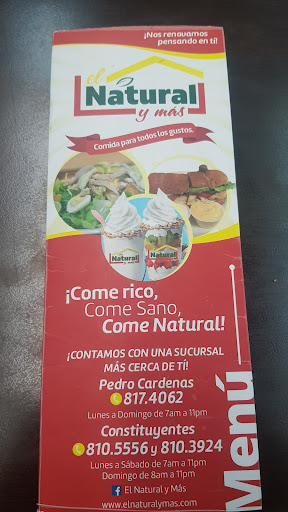 ¡Nos renovamos
pensando en tí!
el
Natural
y más
Comida para todos los gustos.
Natural
Natural
¡Come rico,
Come Sano,
Come Natural!
¡CONTAMOS CON UNA SUCURSAL
MÁS CERCA DE TÍ!
Pedro Cardenas
817.4062
Lunes a Domingo de 7am a 11pm
Constituyentes
810.5556 y 810.3924
Lunes a Sábado de 7am a 11pm
Domingo de 8am a 11pm
El Natural y Más
www.elnaturalymas.com
Menú